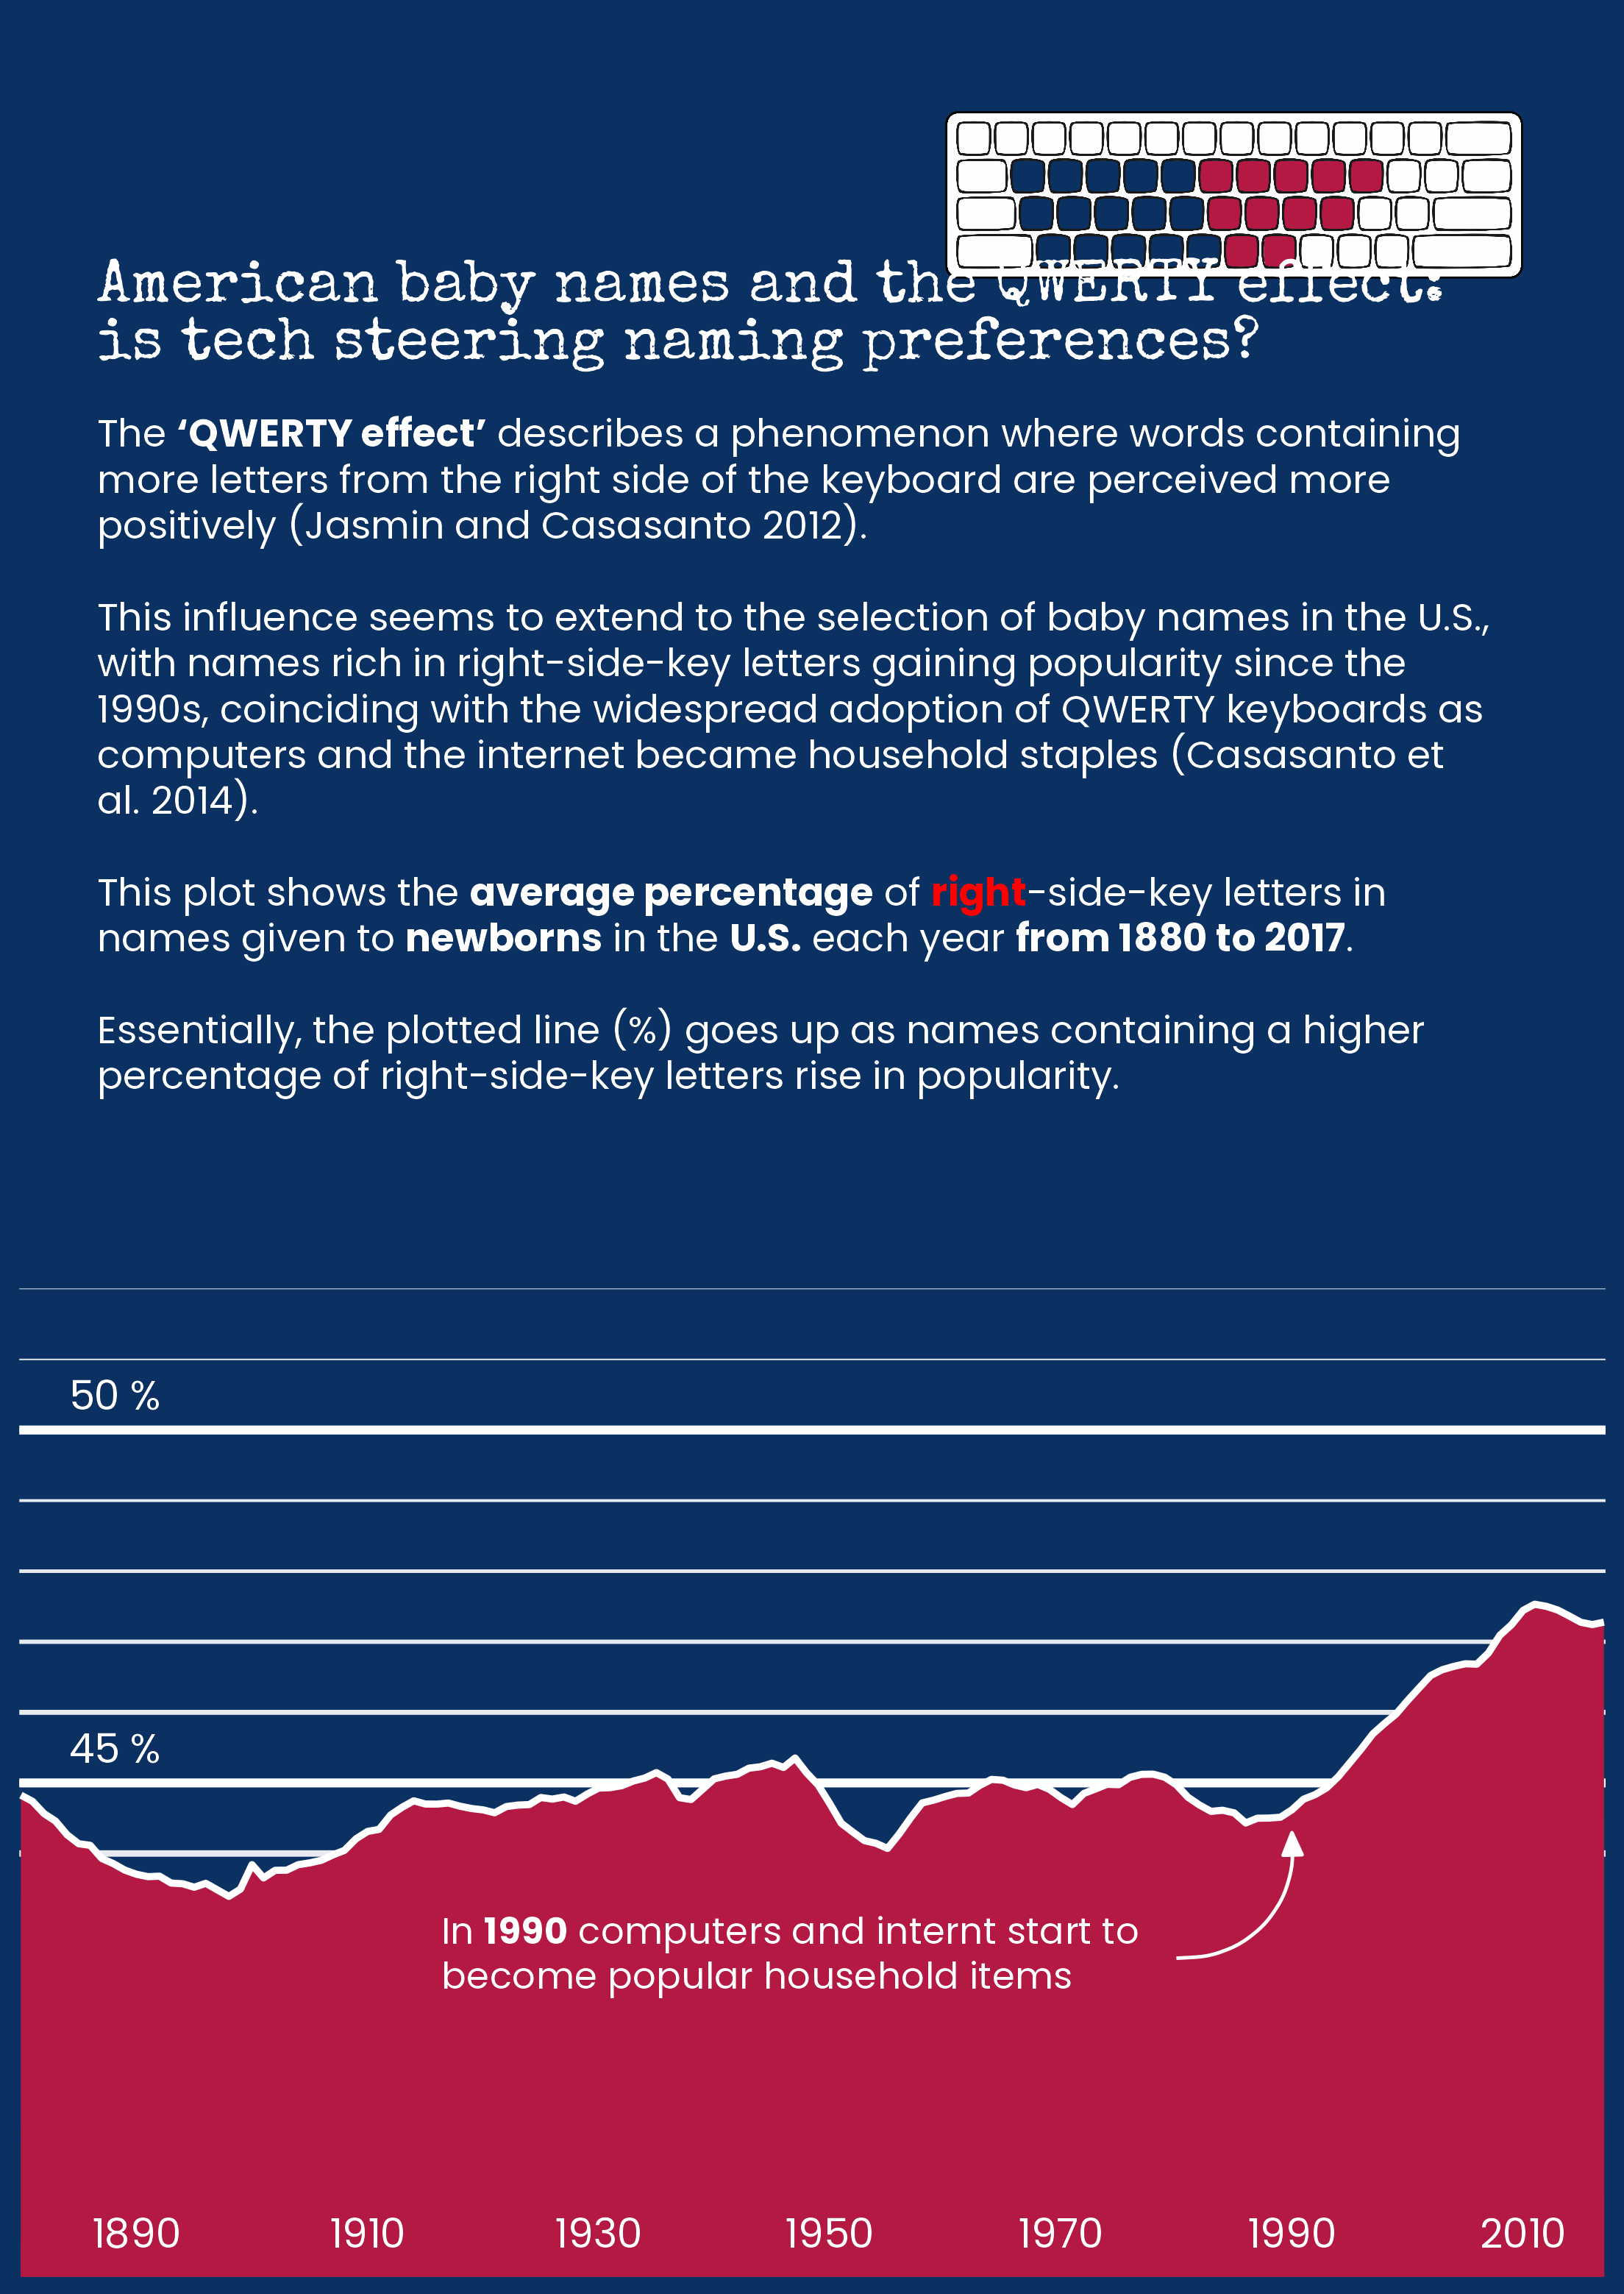 American baby names and the QWERTY effect:
is tech steering naming preferences?
The ‘QWERTY effect’ describes a phenomenon where words containing
more letters from the right side of the keyboard are perceived more
positively (Jasmin and Casasanto 2012).
This influence seems to extend to the selection of baby names in the U.S.,
with names rich in right-side-key letters gaining popularity since the
1990s, coinciding with the widespread adoption of QWERTY keyboards as
computers and the internet became household staples (Casasanto et
al. 2014).
This plot shows the average percentage of right-side-key letters in
names given to newborns in the U.S. each year from 1880 to 2017.
Essentially, the plotted line (%) goes up as names containing a higher
percentage of right-side-key letters rise in popularity.
50 %
45 %
In 1990 computers and internt start to
become popular household items
1890 1910 1930 1950 1970 1990 2010